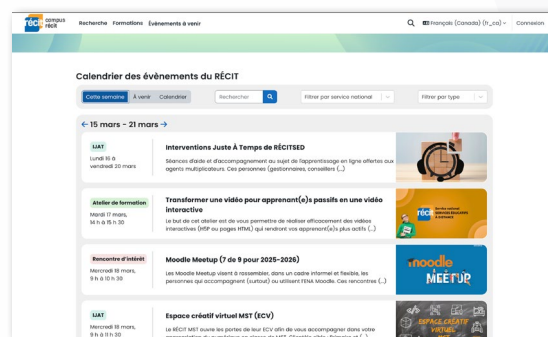 récit campus récit Recherche Formations Évènements à venir Français (Canada) (fr_ca) Connexion
Calendrier des évènements du RÉCIT
Cette semaine À venir Calendrier Rechercher Filtrer par service national Filtrer par type
15 mars - 21 mars
IJAT
Lundi 16 à
vendredi 20 mars
Interventions Juste À Temps de RÉCITSED
Séances d'aide et d'accompagnement au sujet de l'apprentissage en ligne offertes aux
agents multiplicateurs. Ces personnes (gestionnaires, conseillers (...)
Atelier de formation
Mardi 17 mars,
14 h à 15 h 30
Transformer une vidéo pour apprenant(e)s passifs en une vidéo
interactive
Le but de cet atelier est de vous permettre de réaliser efficacement des vidéos
interactives (H5P ou pages HTML) qui rendront vos apprenant(e)s plus actifs (...)
récit Service national
Rencontre d'intérêt
Mercredi 18 mars,
9 h à 10 h 30
Moodle Meetup (7 de 9 pour 2025-2026)
Les Moodle Meetup visent à rassembler, dans un cadre informel et flexible, les
personnes qui accompagnent (surtout) ou utilisent l'ENA Moodle. Ces rencontres (...)
moodle
MEETUP
IJAT
Mercredi 18 mars,
9 h à 11 h 30
Espace créatif virtuel MST (ECV)
Le RÉCIT MST ouvre les portes de leur ECV afin de vous accompagner dans votre
ESPACE CRÉATIF
VIRTUEL